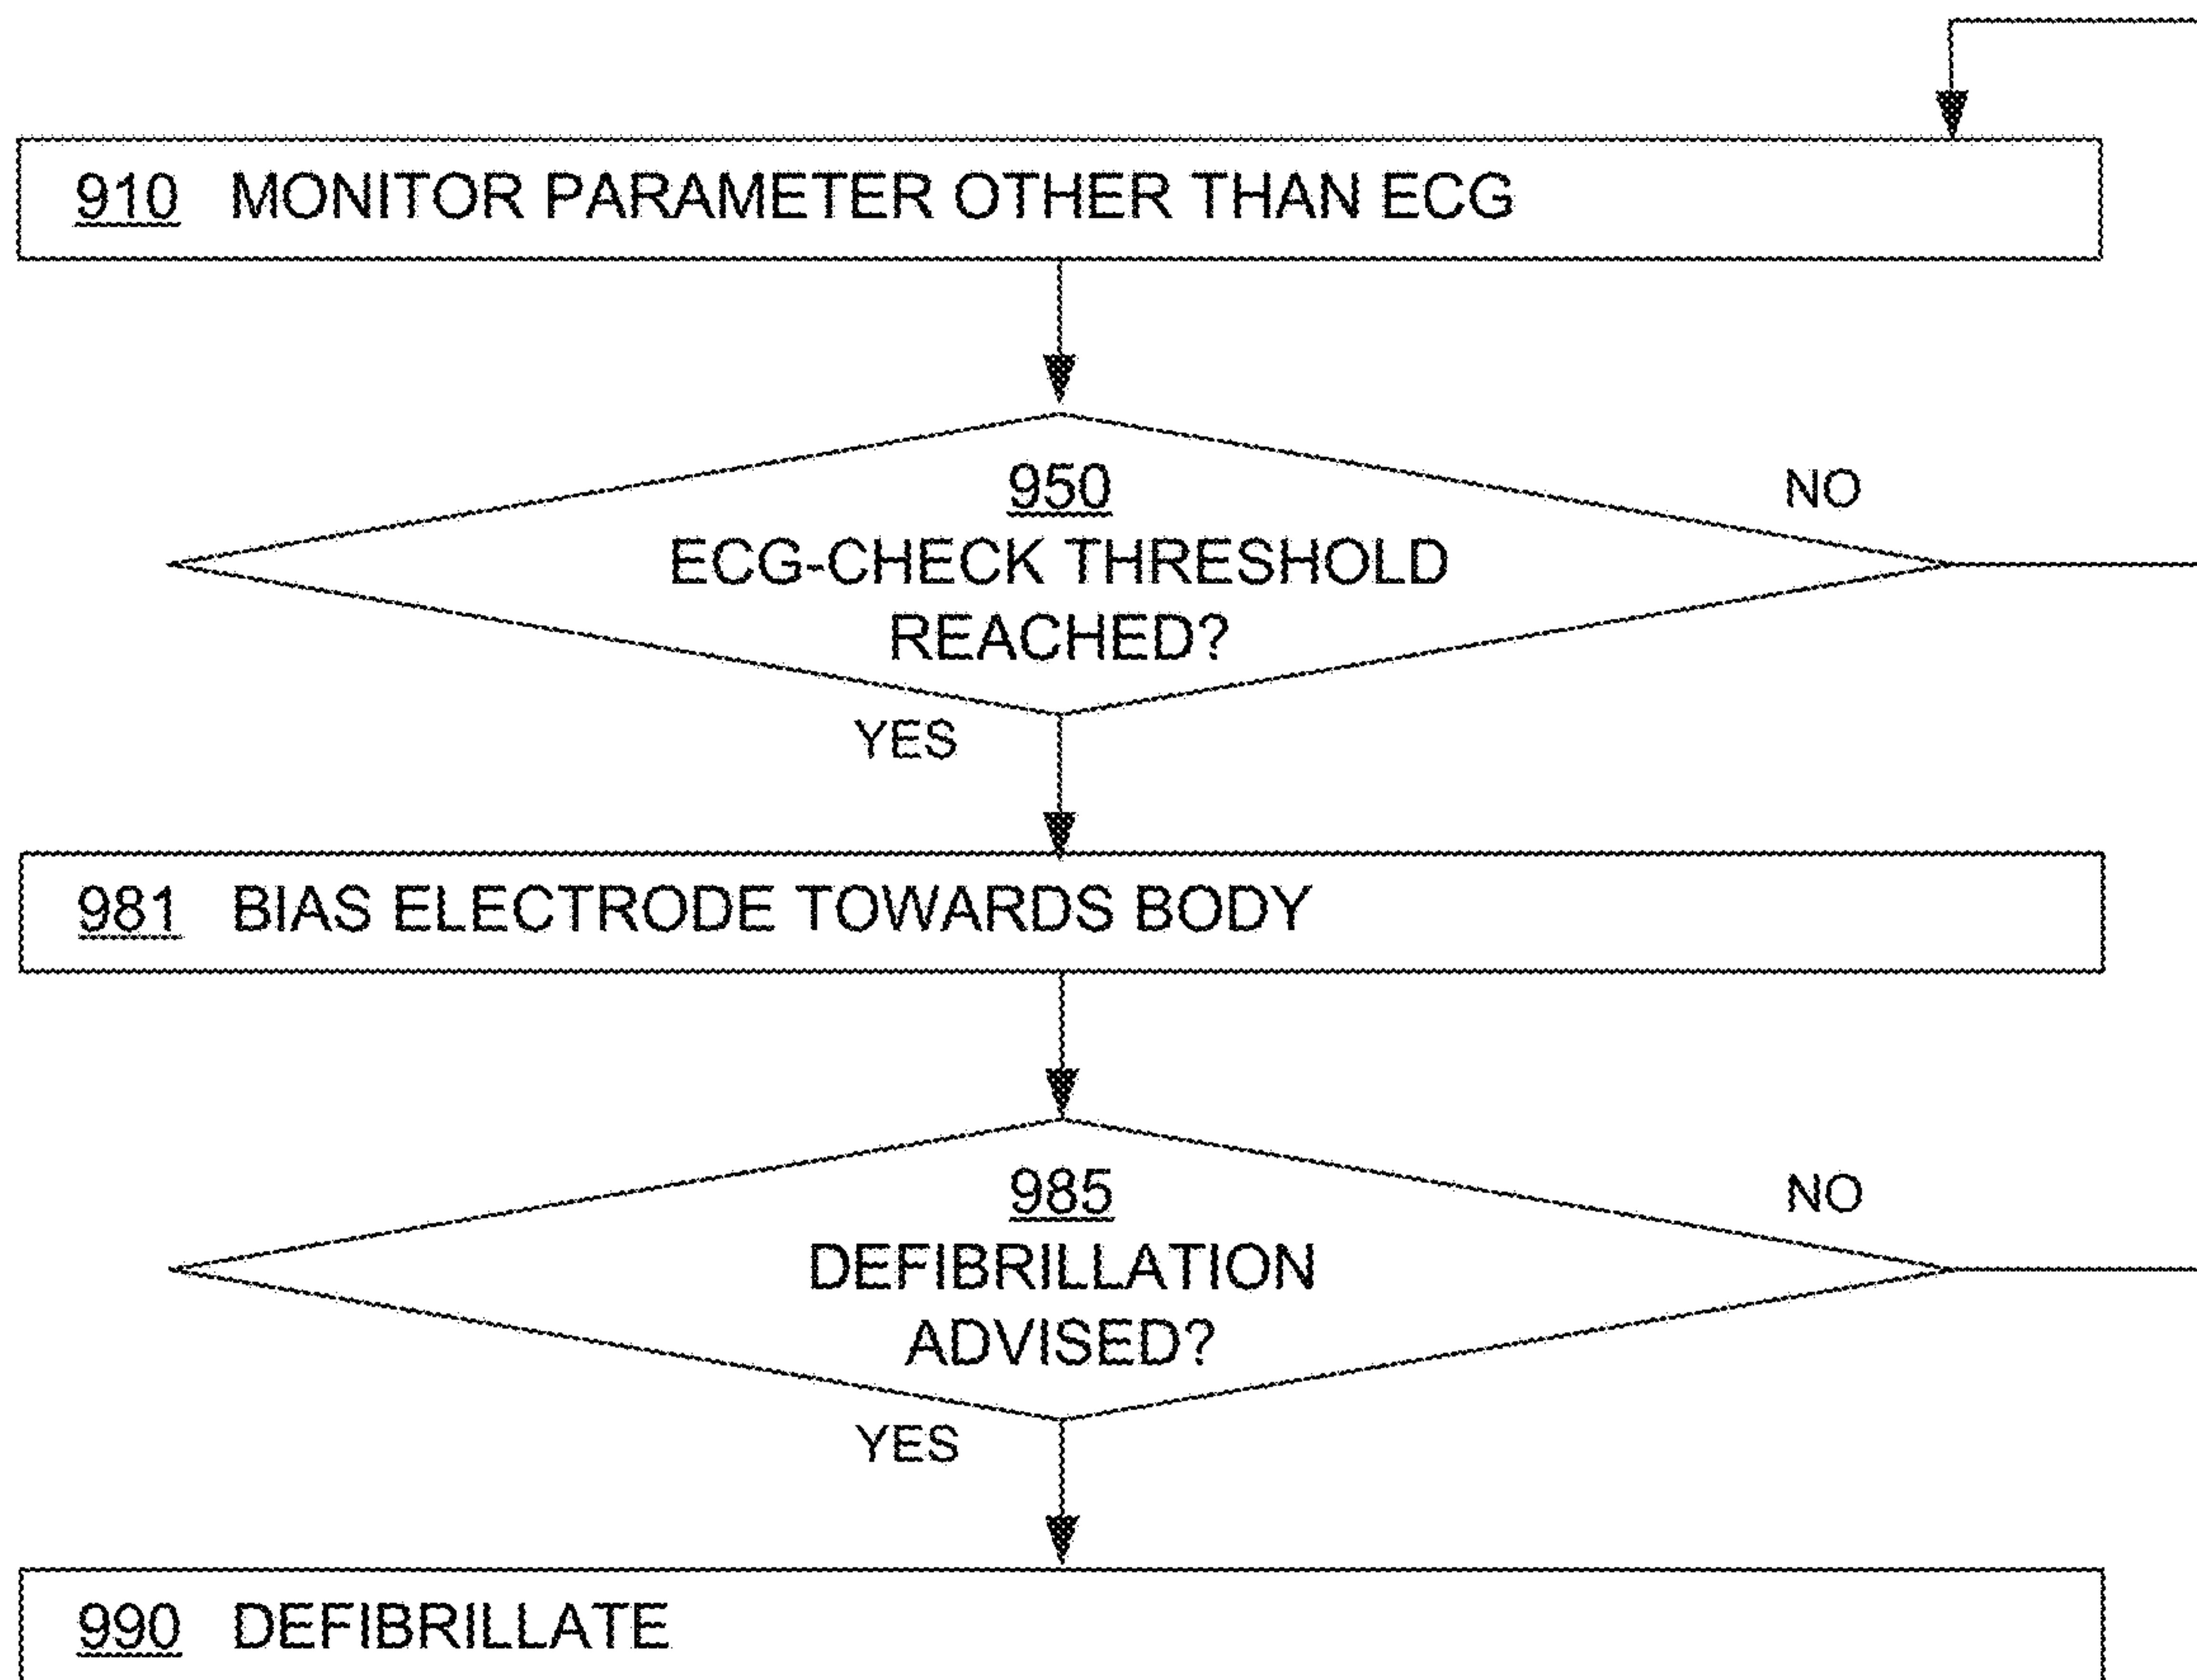 910 MONITOR PARAMETER OTHER THAN ECG
950
ECG-CHECK THRESHOLD
REACHED?
NO
YES
981 BIAS ELECTRODE TOWARDS BODY
985
DEFIBRILLATION
ADVISED?
NO
YES
990 DEFIBRILLATE